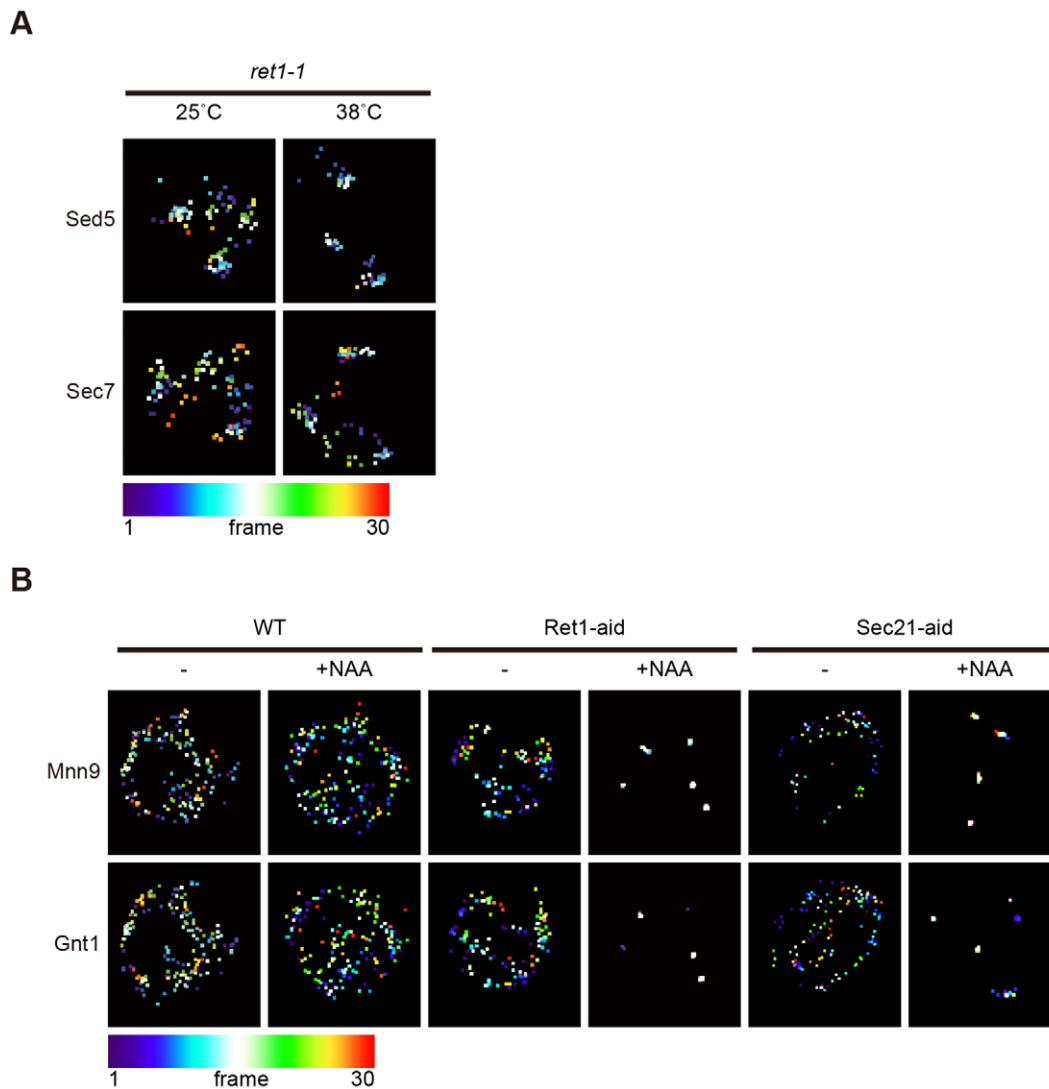 A
ret1-1
25°C 38°C
Sed5
Sec7
1 frame 30
B
WT Ret1-aid Sec21-aid
- +NAA - +NAA - +NAA
Mnn9
Gnt1
1 frame 30